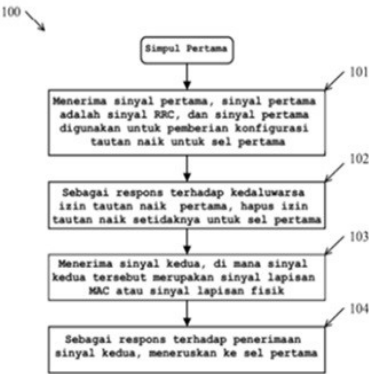 100
Simpul Pertama
101
Menerima sinyal pertama, sinyal pertama
adalah sinyal RRC, dan sinyal pertama
digunakan untuk pemberian konfigurasi
tautan naik untuk sel pertama
102
Sebagai respons terhadap kedaluwarsa
izin tautan naik pertama, hapus izin
tautan naik setidaknya untuk sel pertama
103
Menerima sinyal kedua, di mana sinyal
kedua tersebut merupakan sinyal lapisan
MAC atau sinyal lapisan fisik
104
Sebagai respons terhadap penerimaan
sinyal kedua, meneruskan ke sel pertama